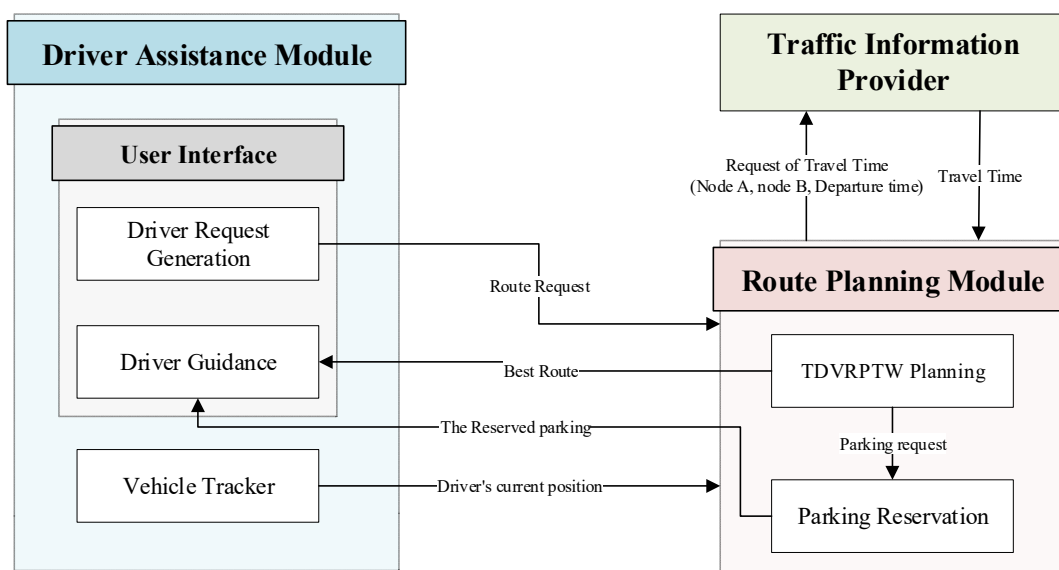 Driver Assistance Module
User Interface
Driver Request
Generation
Driver Guidance
Vehicle Tracker
Route Request
Best Route
The Reserved parking
Driver's current position
Traffic Information
Provider
Request of Travel Time
(Node A, node B, Departure time)
Travel Time
Route Planning Module
TDVRPTW Planning
Parking request
Parking Reservation